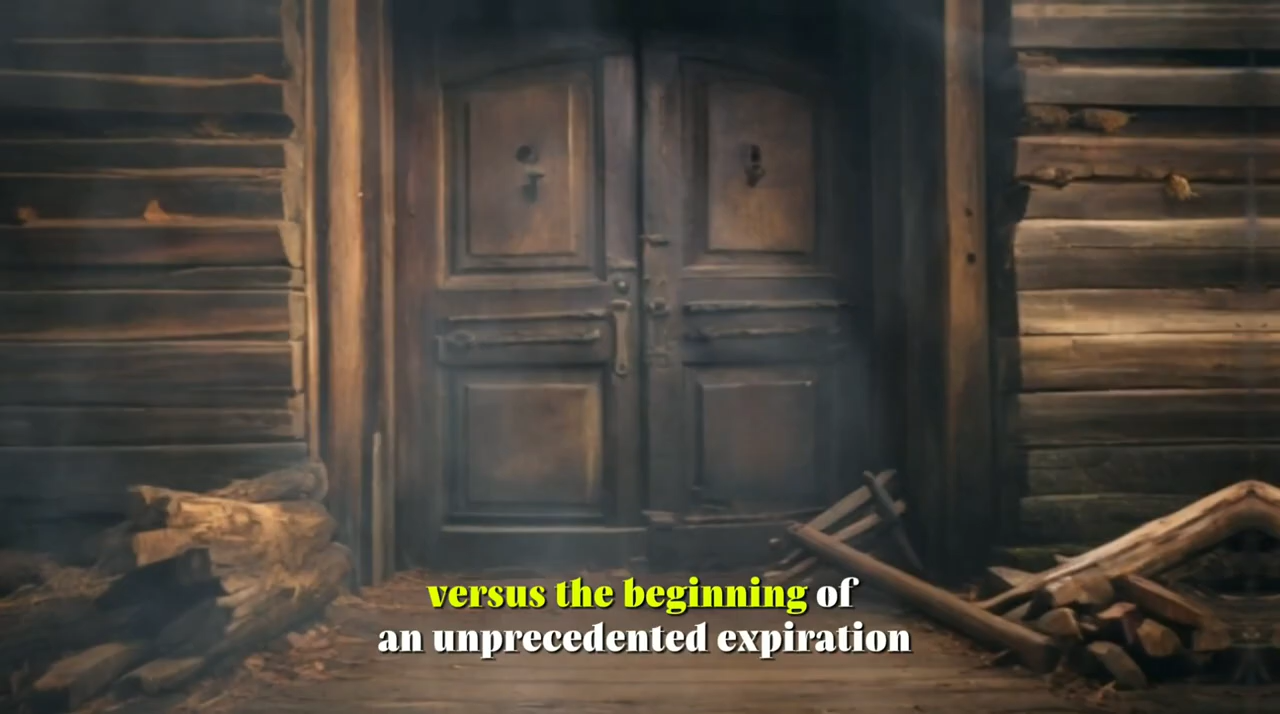 versus the beginning of
an unprecedented expiration